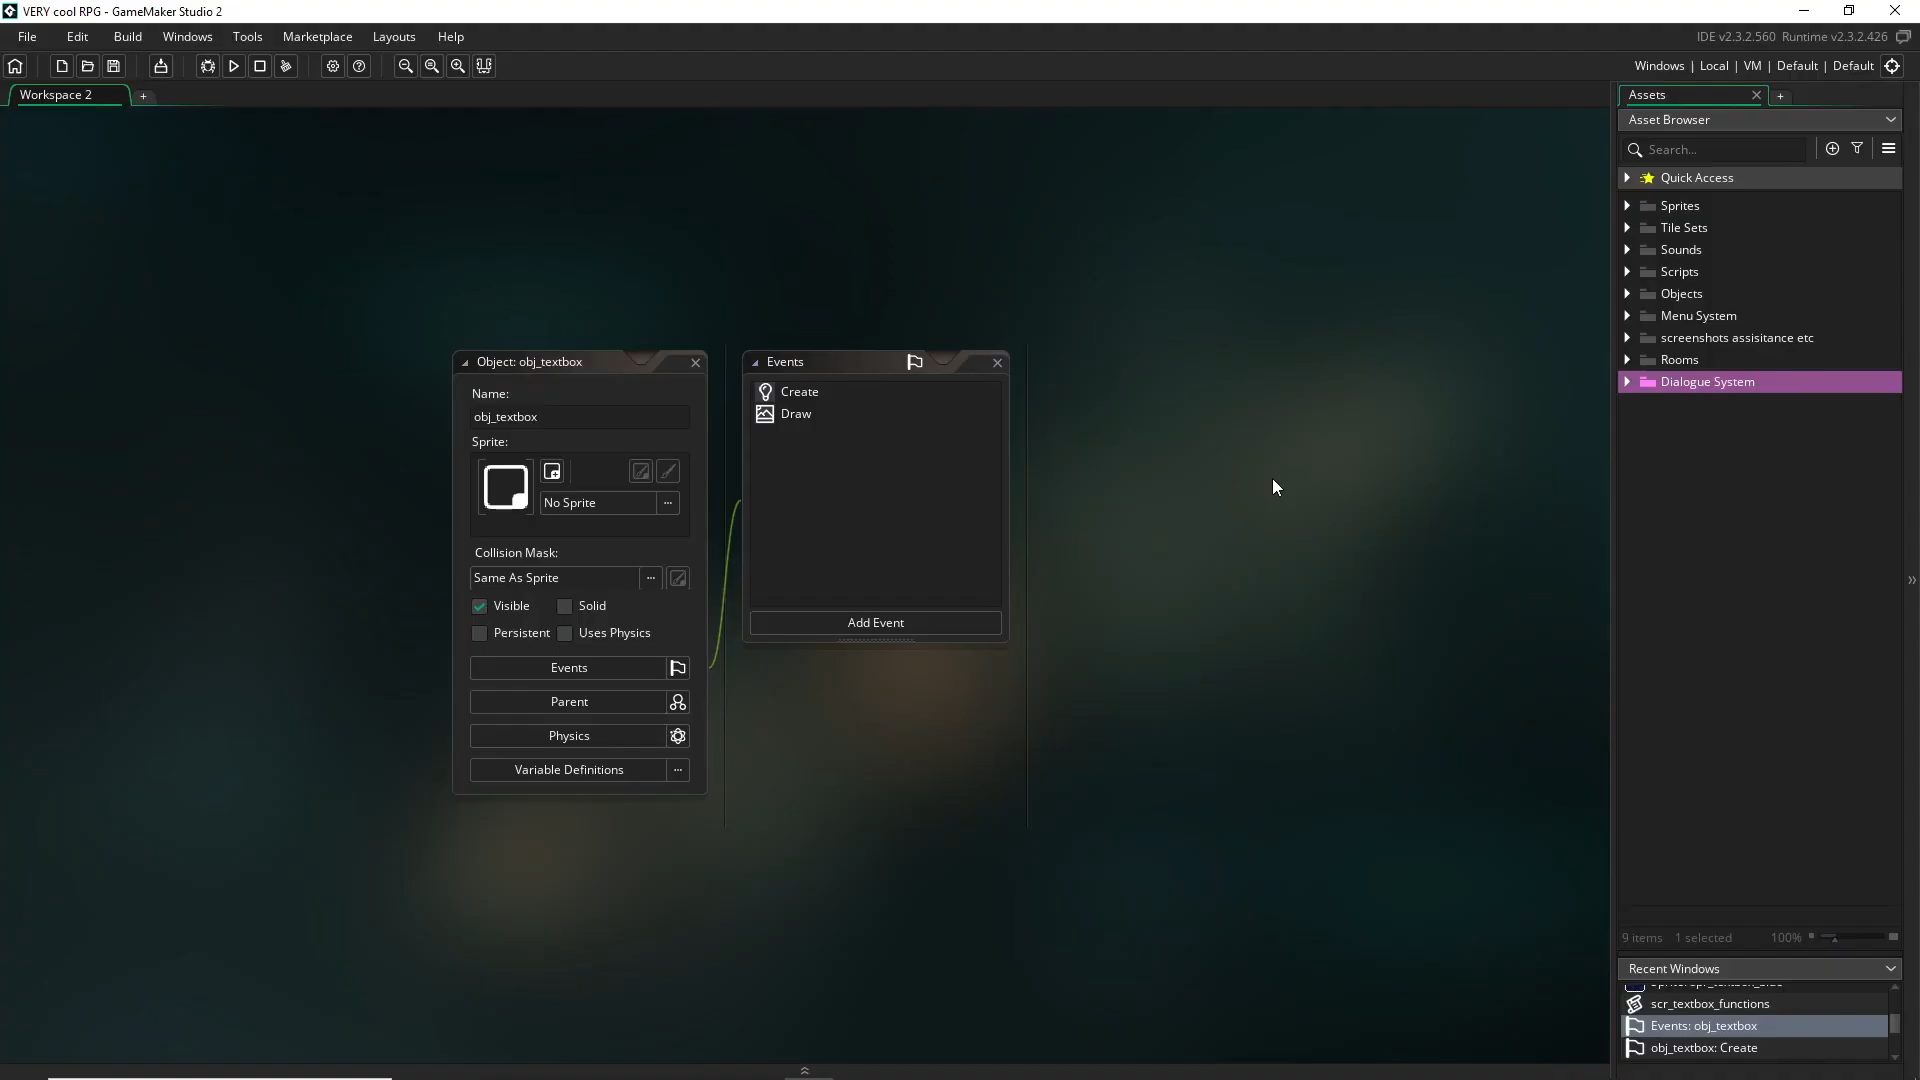 VERY cool RPG - GameMaker Studio 2
File Edit Build Windows Tools Marketplace Layouts Help
IDE v2.3.2.560 Runtime v2.3.2.426
Windows | Local | VM | Default | Default
Workspace 2
Assets
Asset Browser
Search...
Quick Access
Sprites
Tile Sets
Sounds
Scripts
Objects
Menu System
screenshots assisitance etc
Rooms
Dialogue System
Object: obj_textbox
Name:
obj_textbox
Sprite:
No Sprite
Collision Mask:
Same As Sprite
Visible Solid
Persistent Uses Physics
Events
Parent
Physics
Variable Definitions
Events
Create
Draw
Add Event
9 items 1 selected 100%
Recent Windows
scr_textbox_functions
Events: obj_textbox
obj_textbox: Create